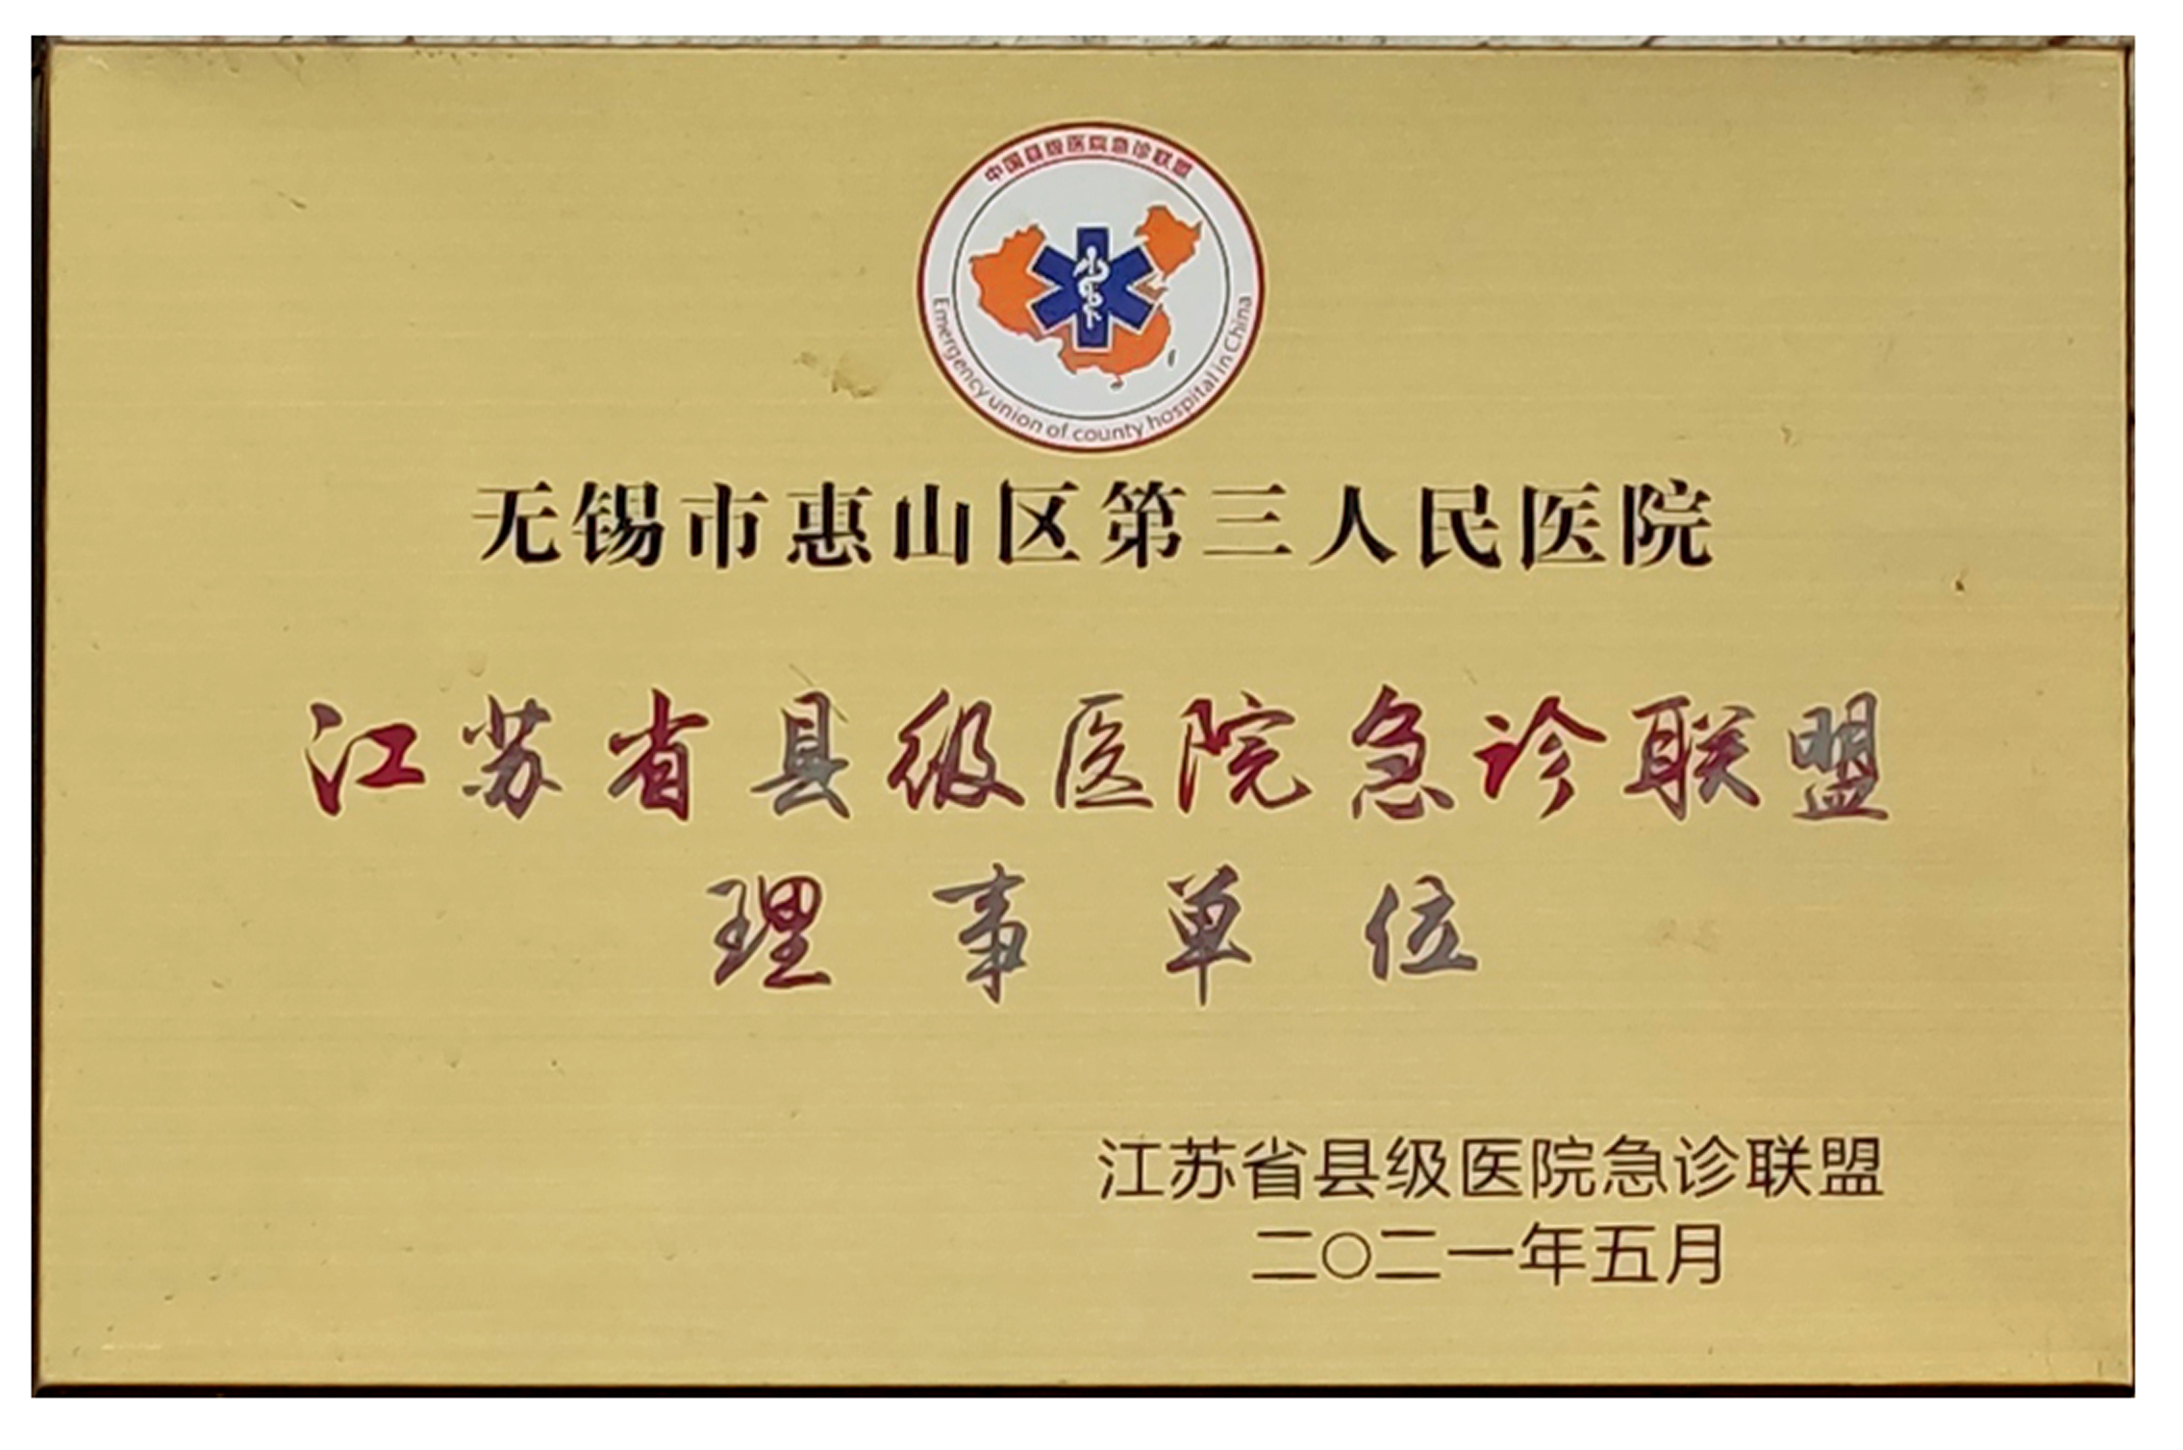 中国县级医院急诊联盟
Emergency union of county hospital in China
无锡市惠山区第三人民医院
江苏省县级医院急诊联盟
理事单位
江苏省县级医院急诊联盟
二〇二一年五月